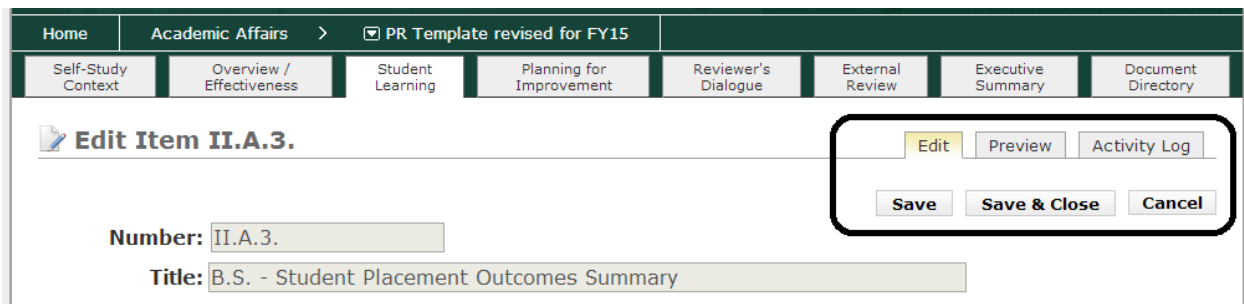 Home Academic Affairs > PR Template revised for FY15
Self-Study Context
Overview / Effectiveness
Student Learning
Planning for Improvement
Reviewer's Dialogue
External Review
Executive Summary
Document Directory
Edit Item II.A.3.
Edit Preview Activity Log
Save Save & Close Cancel
Number: II.A.3.
Title: B.S. - Student Placement Outcomes Summary